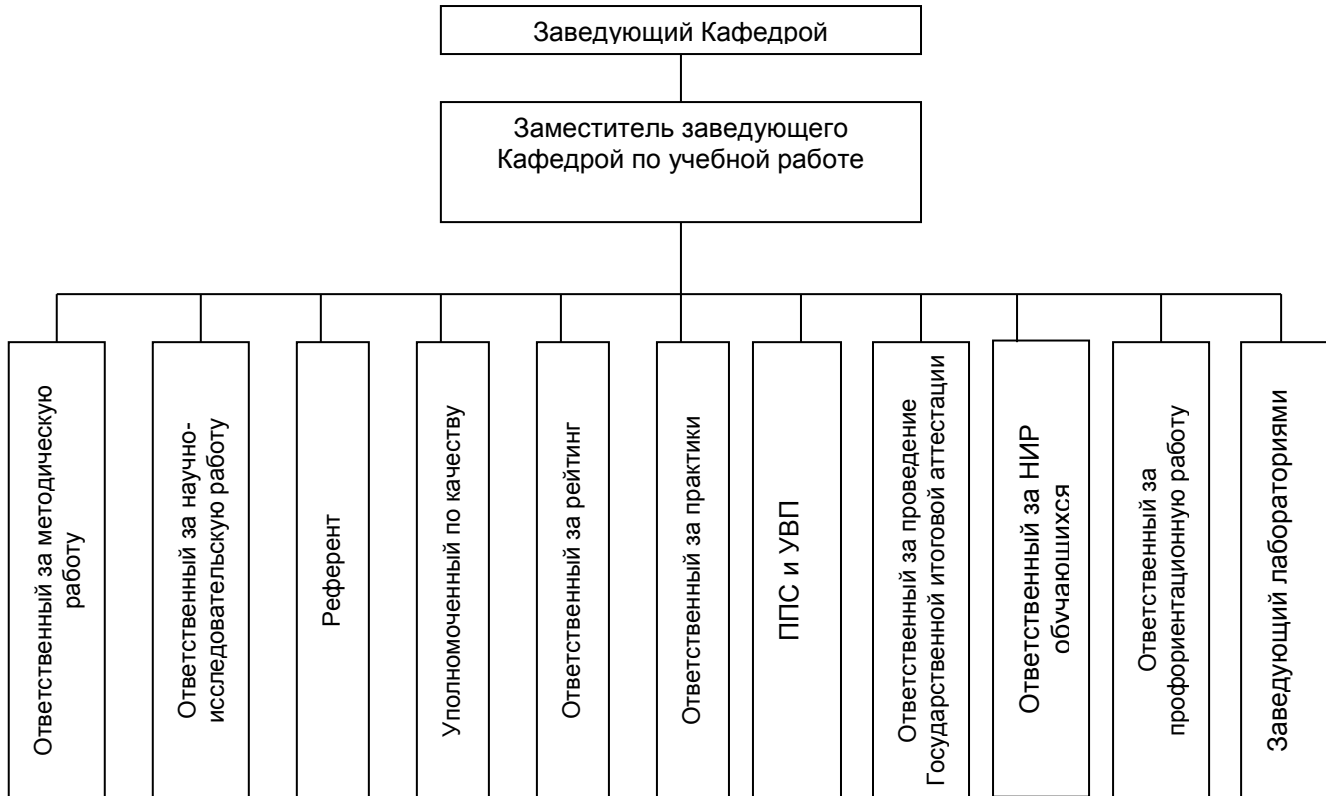 Заведующий Кафедрой
Заместитель заведующего
Кафедрой по учебной работе
Ответственный за методическую
работу
Ответственный за научно-
исследовательскую работу
Референт
Уполномоченный по качеству
Ответственный за рейтинг
Ответственный за практики
ППС и УВП
Ответственный за проведение
Государственной итоговой аттестации
Ответственный за НИР
обучающихся
Ответственный за
профориентационную работу
Заведующий лабораториями